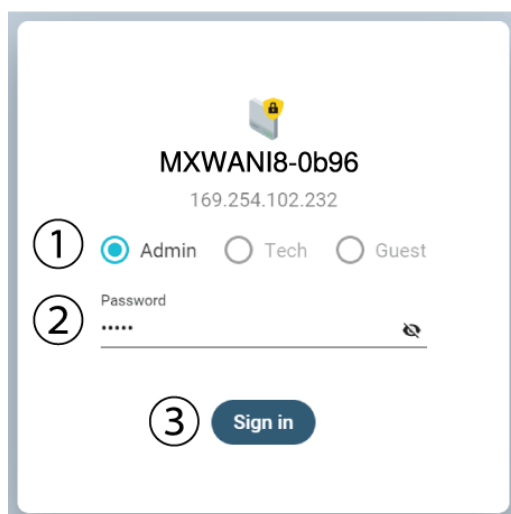 MXWANI8-0b96
169.254.102.232
① Admin Tech Guest
Password
② •••••
③ Sign in